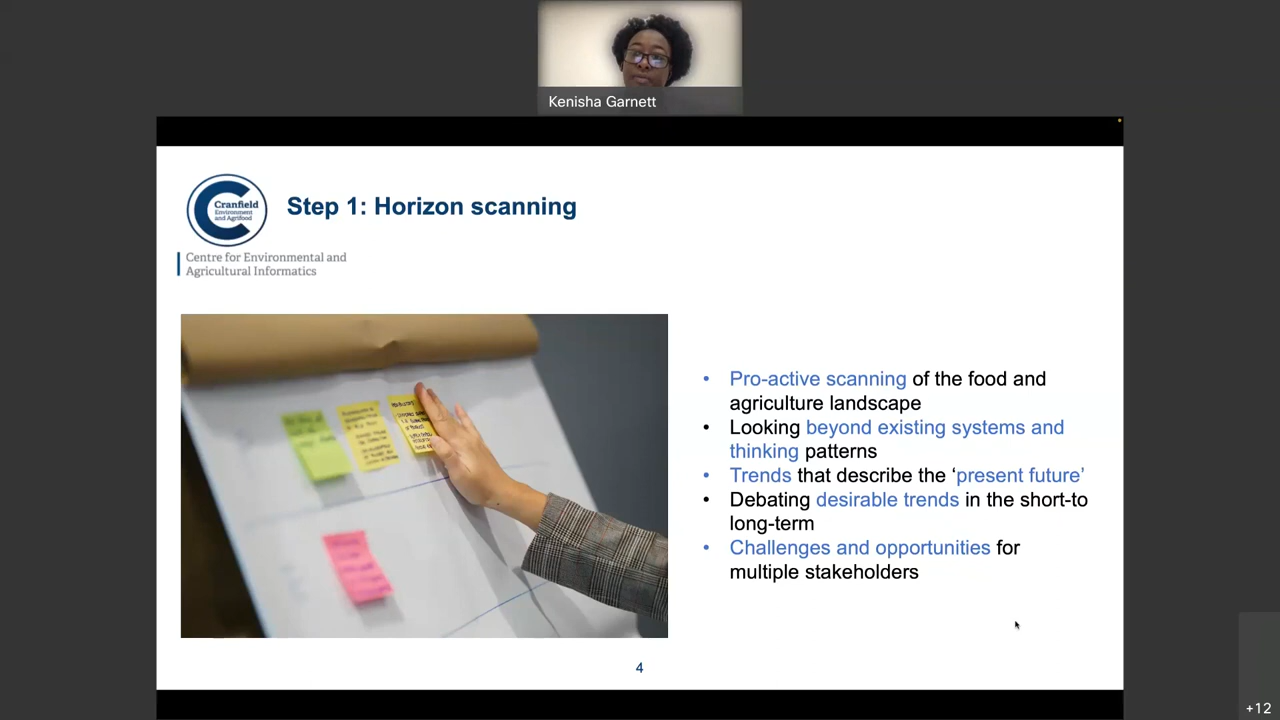 Kenisha Garnett
Cranfield
Environment
and Agrifood
Step 1: Horizon scanning
Centre for Environmental and
Agricultural Informatics
• Pro-active scanning of the food and
agriculture landscape
• Looking beyond existing systems and
thinking patterns
• Trends that describe the ‘present future’
• Debating desirable trends in the short-to
long-term
• Challenges and opportunities for
multiple stakeholders
4
+12